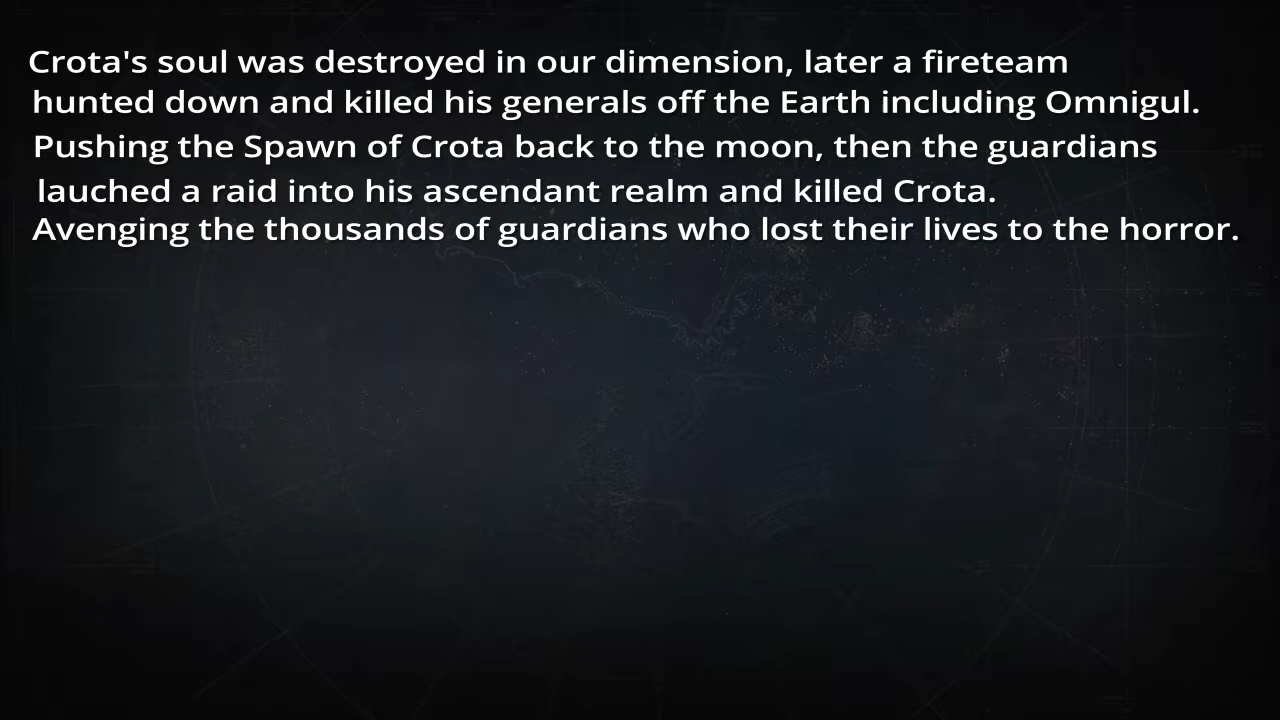 Crota's soul was destroyed in our dimension, later a fireteam
hunted down and killed his generals off the Earth including Omnigul.
Pushing the Spawn of Crota back to the moon, then the guardians
lauched a raid into his ascendant realm and killed Crota.
Avenging the thousands of guardians who lost their lives to the horror.